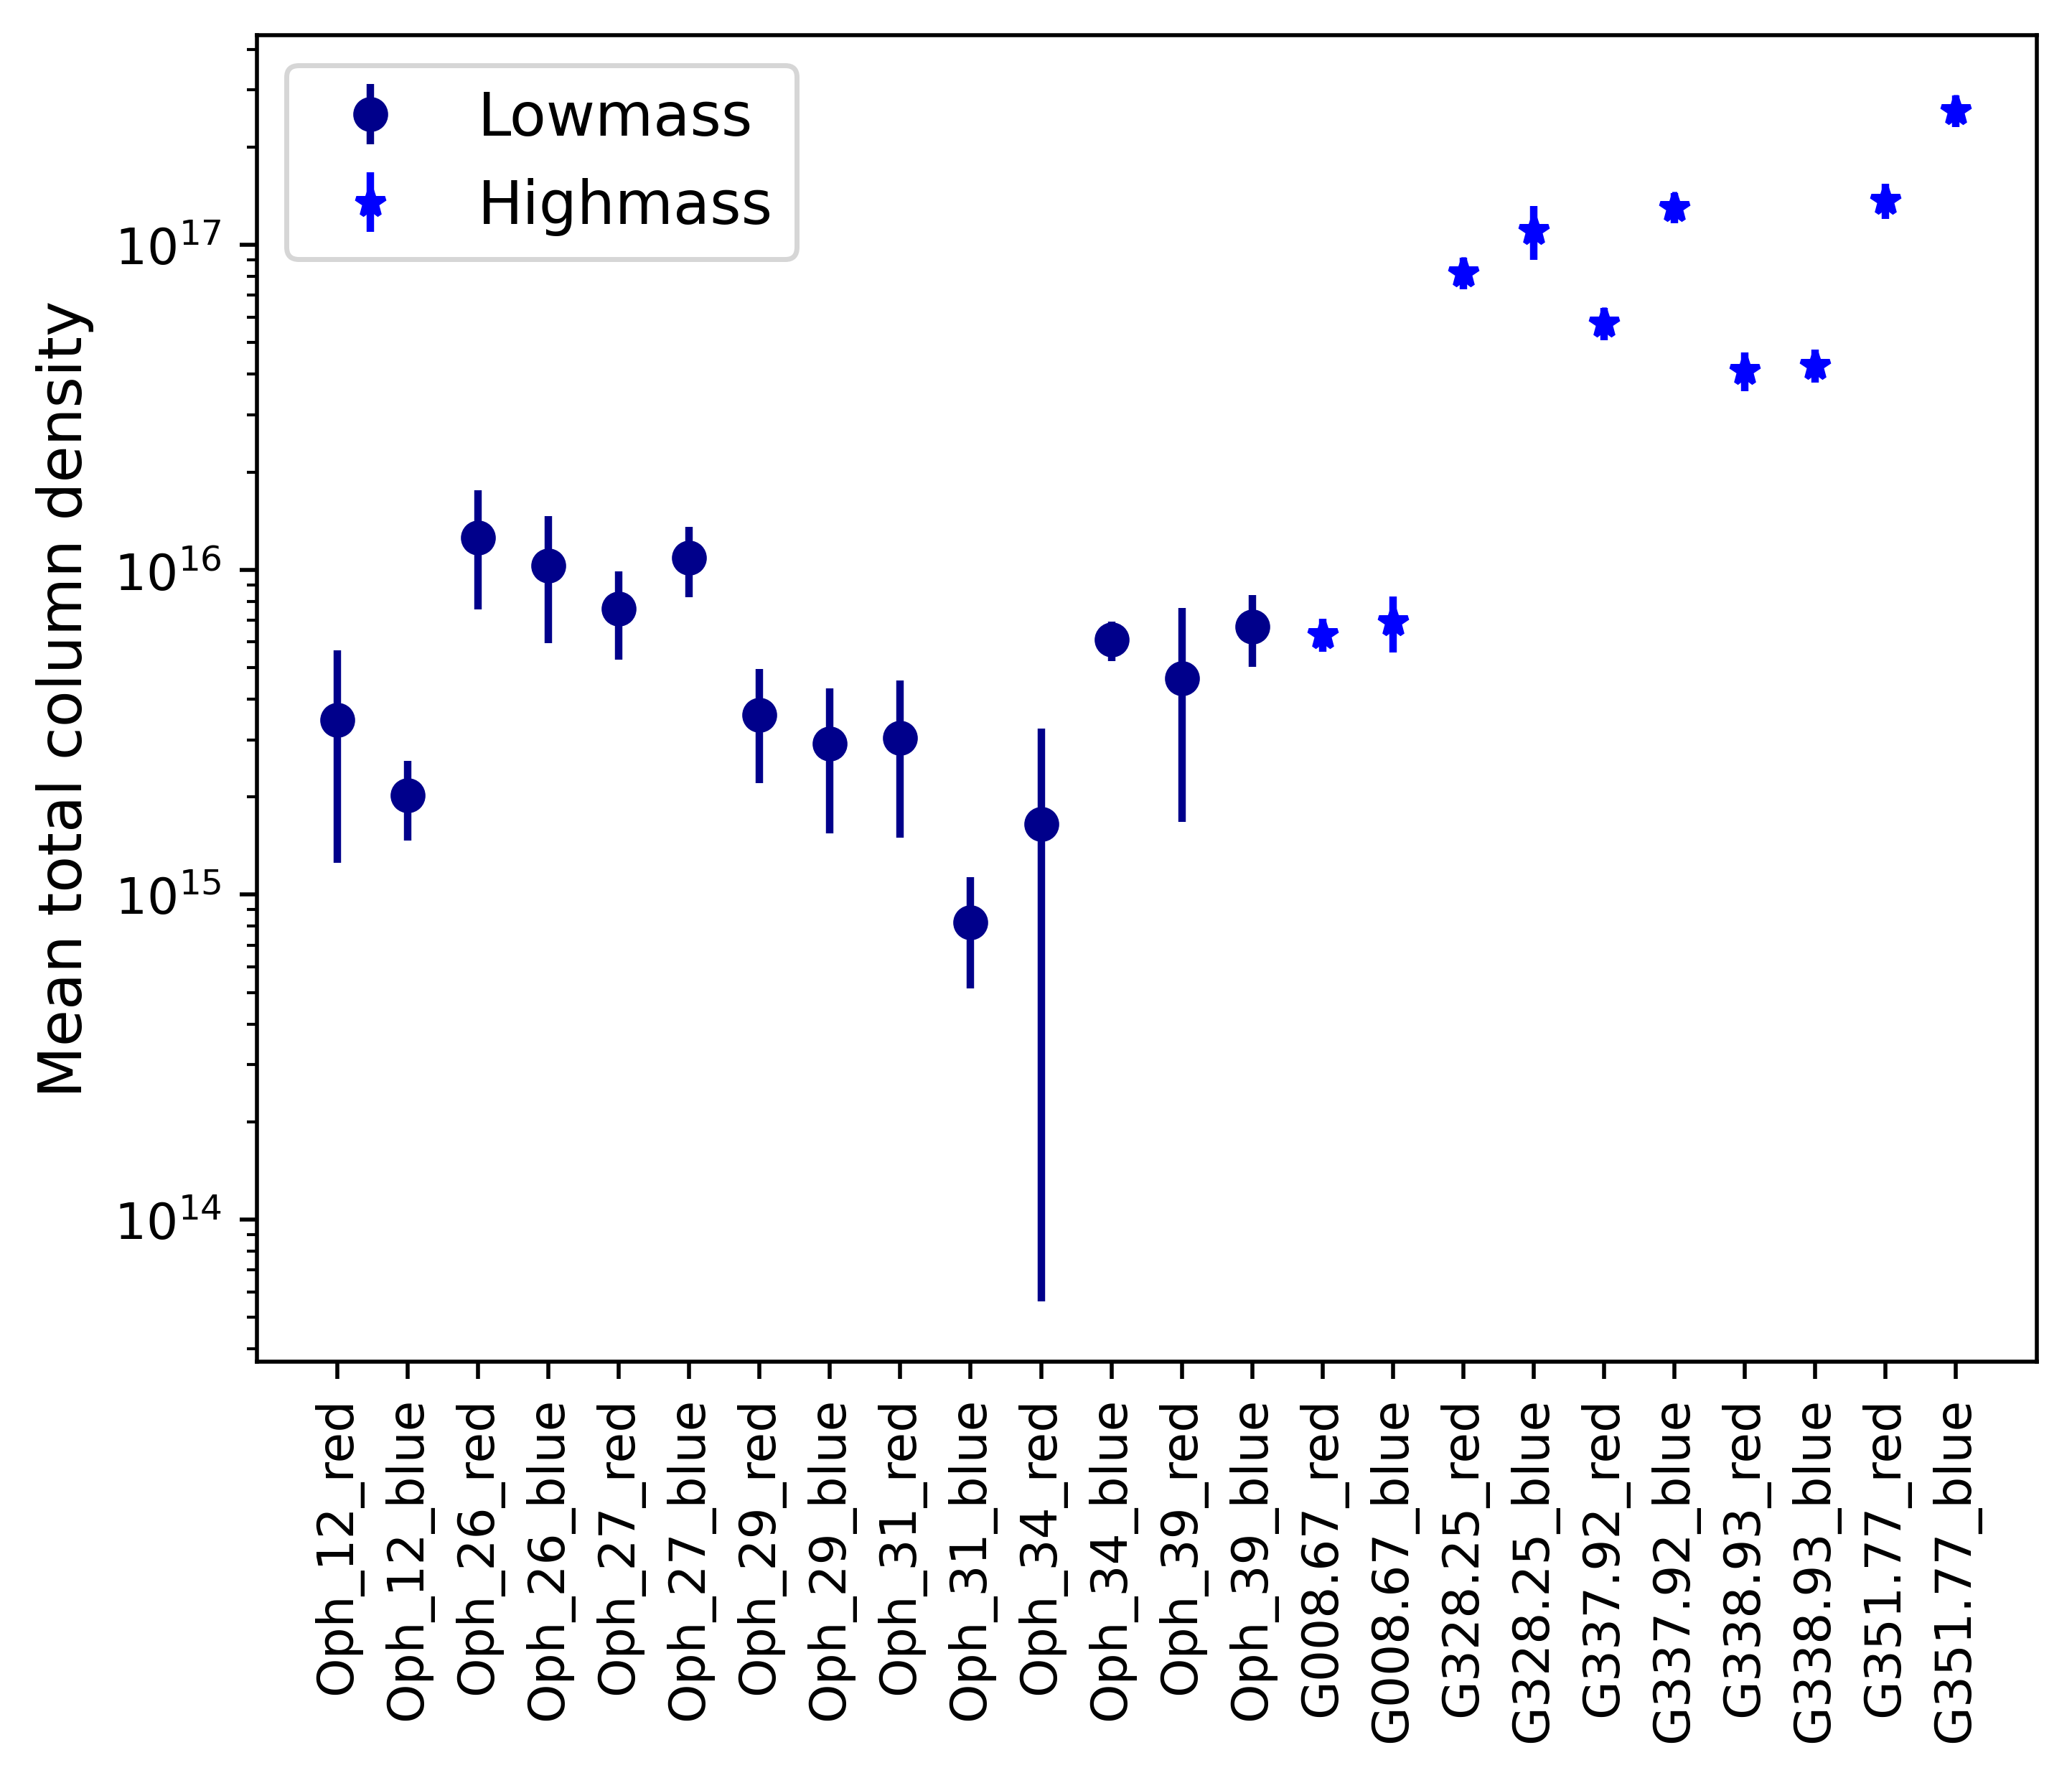 Lowmass
Highmass
Mean total column density
10^17
10^16
10^15
10^14
Oph_12_red
Oph_12_blue
Oph_26_red
Oph_26_blue
Oph_27_red
Oph_27_blue
Oph_29_red
Oph_29_blue
Oph_31_red
Oph_31_blue
Oph_34_red
Oph_34_blue
Oph_39_red
Oph_39_blue
G008.67_red
G008.67_blue
G328.25_red
G328.25_blue
G337.92_red
G337.92_blue
G338.93_red
G338.93_blue
G351.77_red
G351.77_blue